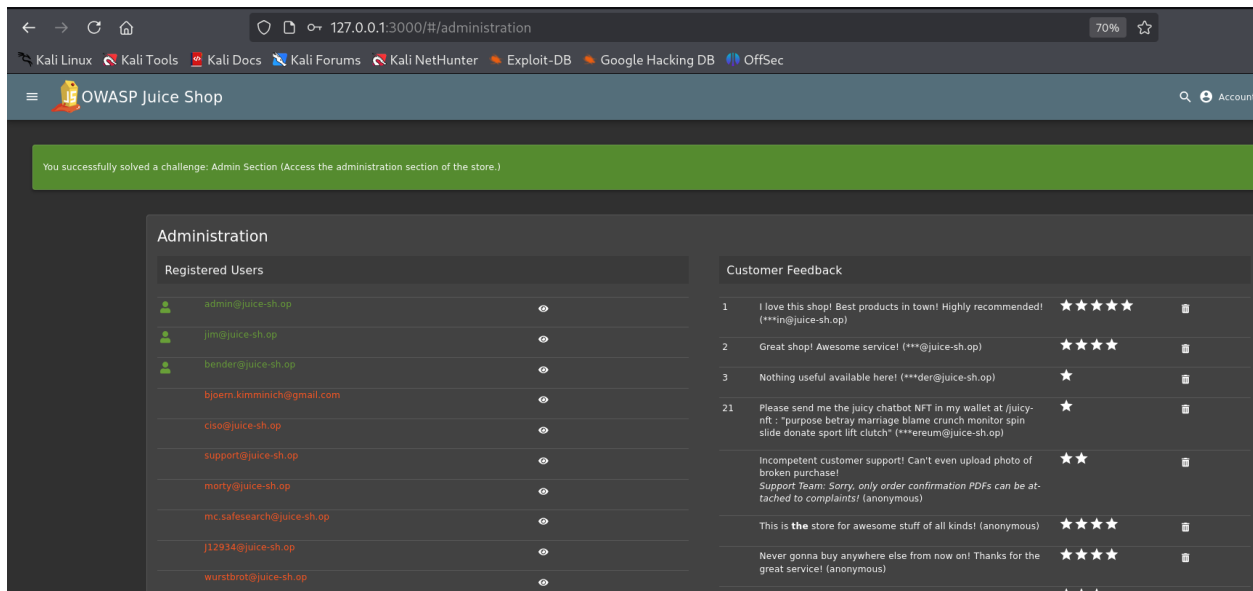 127.0.0.1:3000/#/administration
70%
Kali Linux
Kali Tools
Kali Docs
Kali Forums
Kali NetHunter
Exploit-DB
Google Hacking DB
OffSec
OWASP Juice Shop
Account
You successfully solved a challenge: Admin Section (Access the administration section of the store.)
Administration
Registered Users
admin@juice-sh.op
jim@juice-sh.op
bender@juice-sh.op
bjoern.kimminich@gmail.com
ciso@juice-sh.op
support@juice-sh.op
morty@juice-sh.op
mc.safesearch@juice-sh.op
J12934@juice-sh.op
wurstbrot@juice-sh.op
Customer Feedback
1 I love this shop! Best products in town! Highly recommended!
(***in@juice-sh.op)
2 Great shop! Awesome service! (***@juice-sh.op)
3 Nothing useful available here! (***der@juice-sh.op)
21 Please send me the juicy chatbot NFT in my wallet at /juicy-
nft : "purpose betray marriage blame crunch monitor spin
slide donate sport lift clutch" (***ereum@juice-sh.op)
Incompetent customer support! Can't even upload photo of
broken purchase!
Support Team: Sorry, only order confirmation PDFs can be at-
tached to complaints! (anonymous)
This is the store for awesome stuff of all kinds! (anonymous)
Never gonna buy anywhere else from now on! Thanks for the
great service! (anonymous)